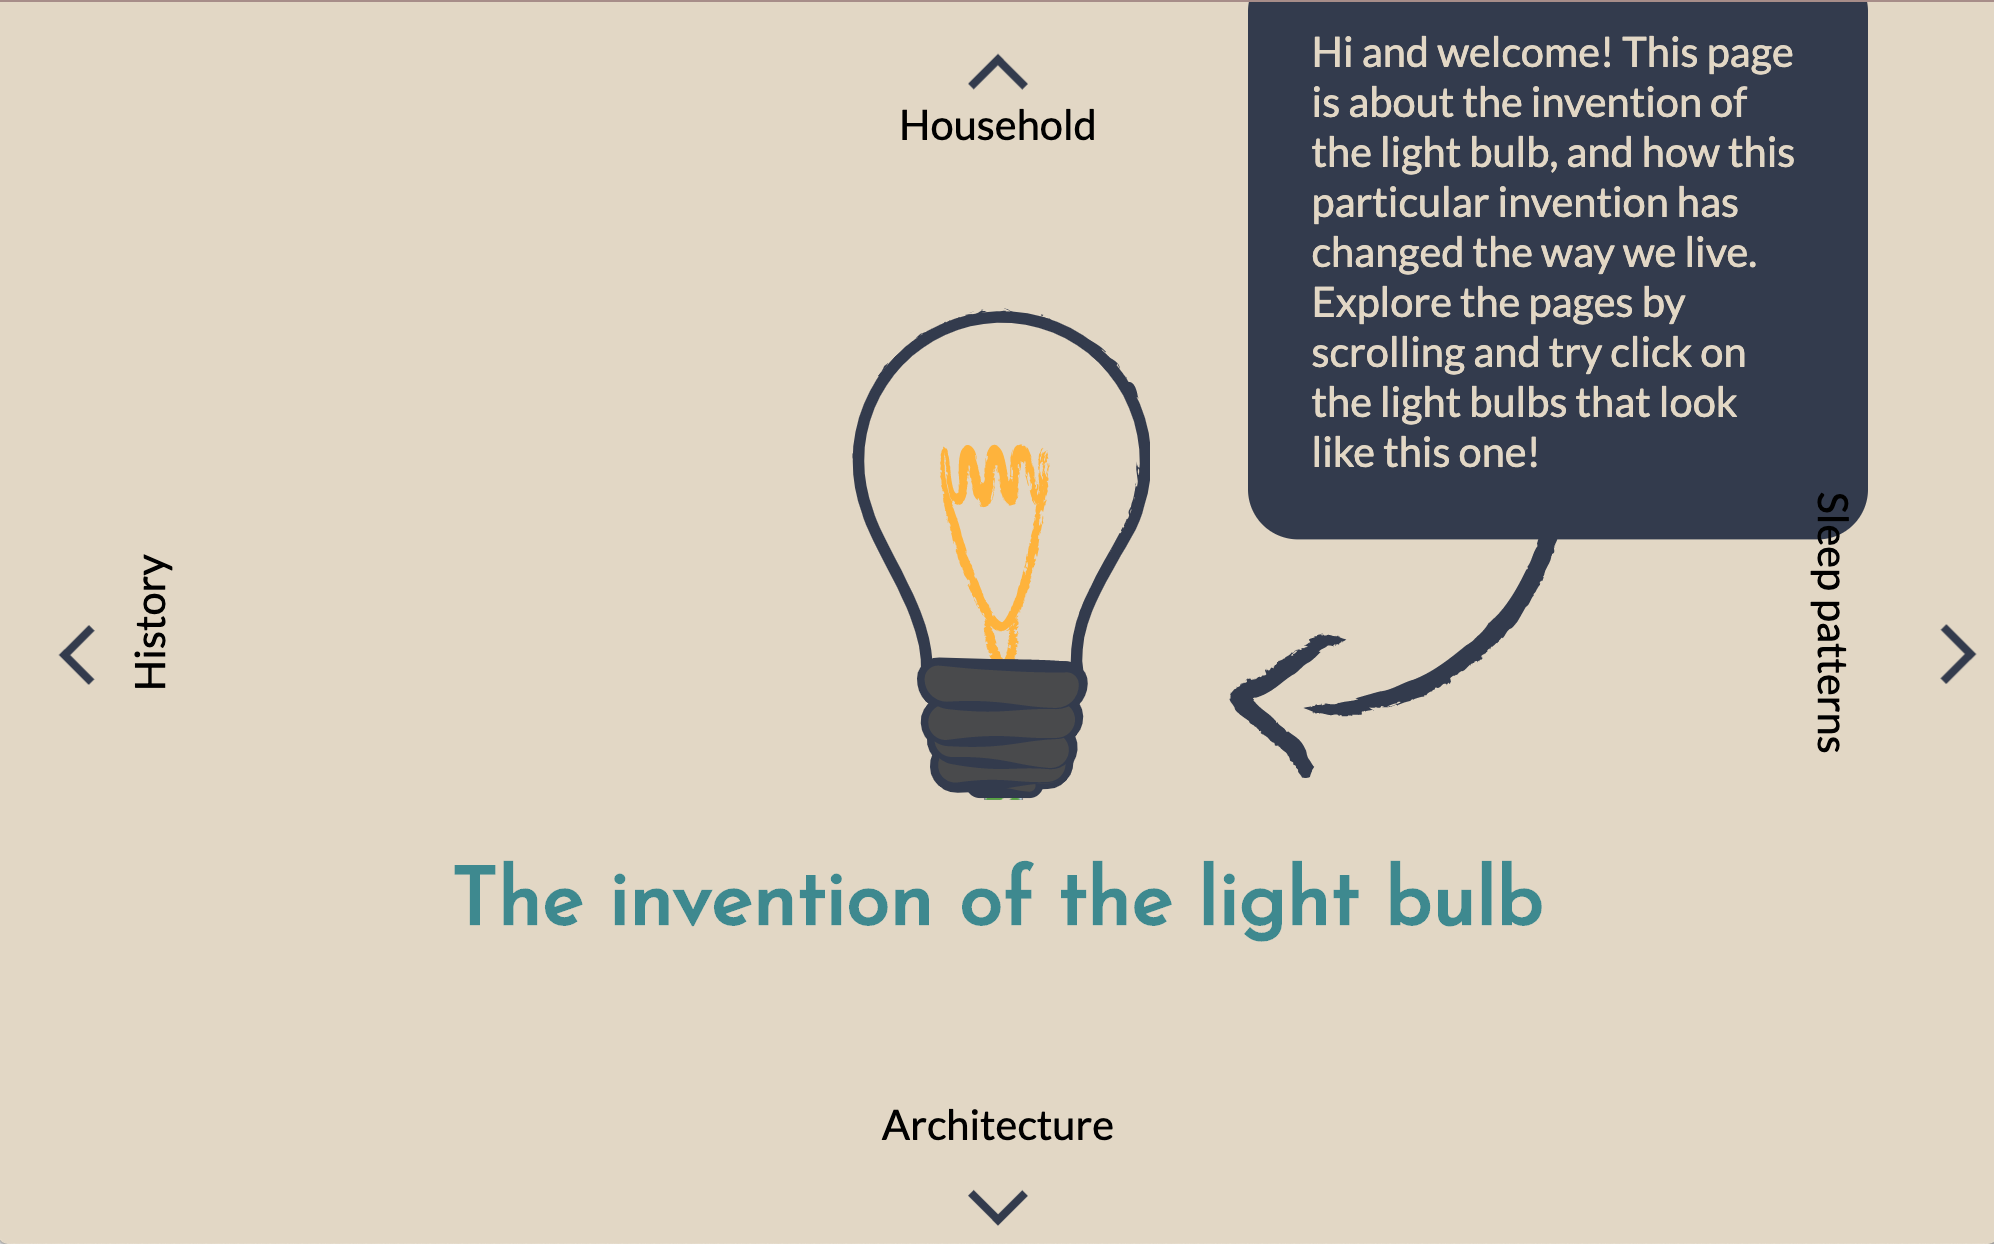 Household
Hi and welcome! This page
is about the invention of
the light bulb, and how this
particular invention has
changed the way we live.
Explore the pages by
scrolling and try click on
the light bulbs that look
like this one!
History
Sleep patterns
The invention of the light bulb
Architecture